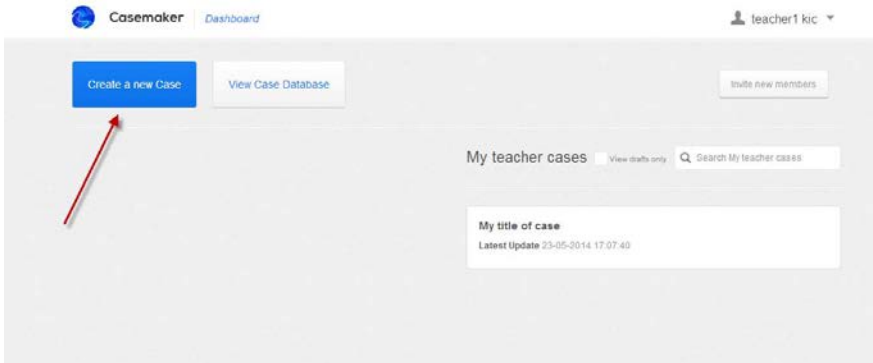 Casemaker Dashboard teacher1 kic
Create a new Case View Case Database Invite new members
My teacher cases View drafts only Search My teacher cases
My title of case
Latest Update 23-05-2014 17:07:40